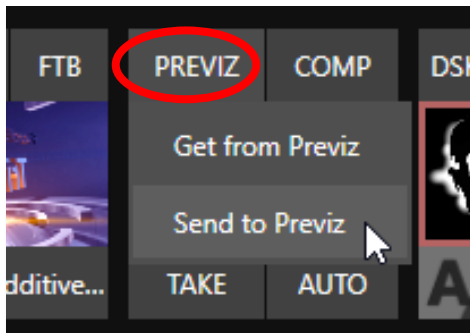 FTB PREVIZ COMP DSK
Get from Previz
Send to Previz
dditive... TAKE AUTO
A